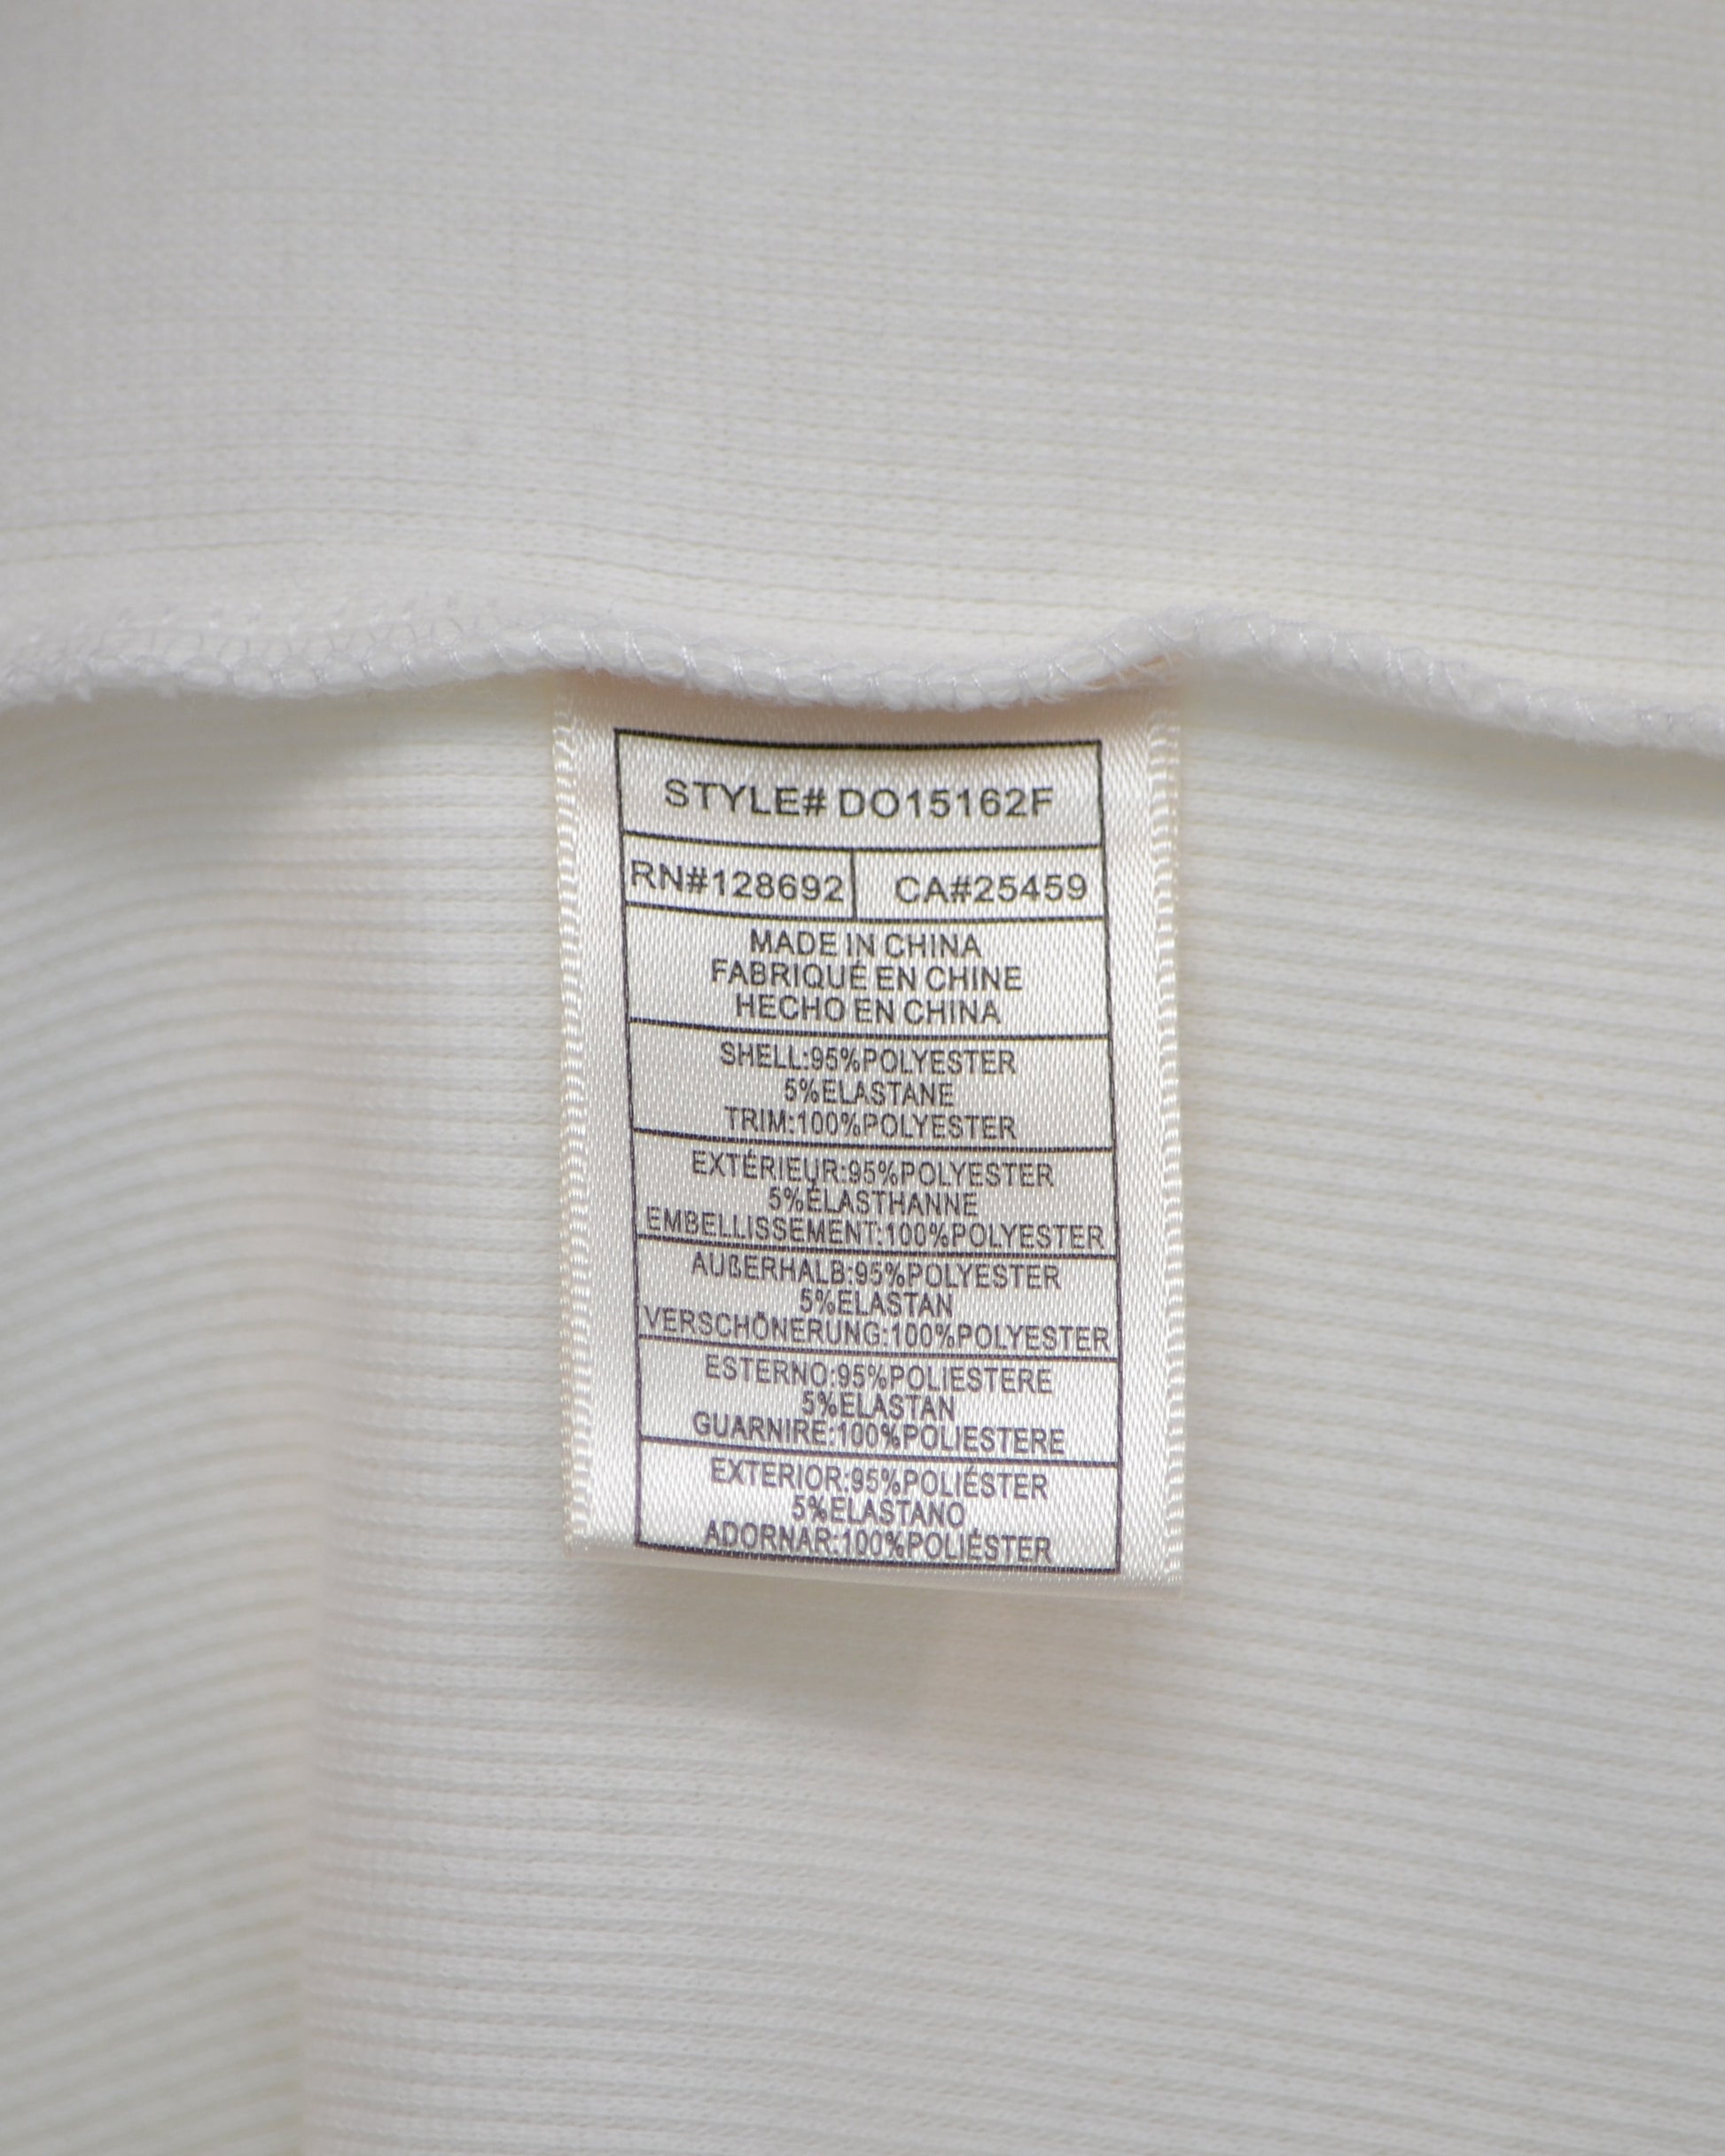 STYLE# DO15162F
RN#128692 CA#25459
MADE IN CHINA
FABRIQUÉ EN CHINE
HECHO EN CHINA
SHELL:95%POLYESTER
5%ELASTANE
TRIM:100%POLYESTER
EXTÉRIEUR:95%POLYESTER
5%ÉLASTHANNE
EMBELLISSEMENT:100%POLYESTER
AUßERHALB:95%POLYESTER
5%ELASTAN
VERSCHÖNERUNG:100%POLYESTER
ESTERNO:95%POLIESTERE
5%ELASTAN
GUARNIRE:100%POLIESTERE
EXTERIOR:95%POLIÉSTER
5%ELASTANO
ADORNAR:100%POLIÉSTER